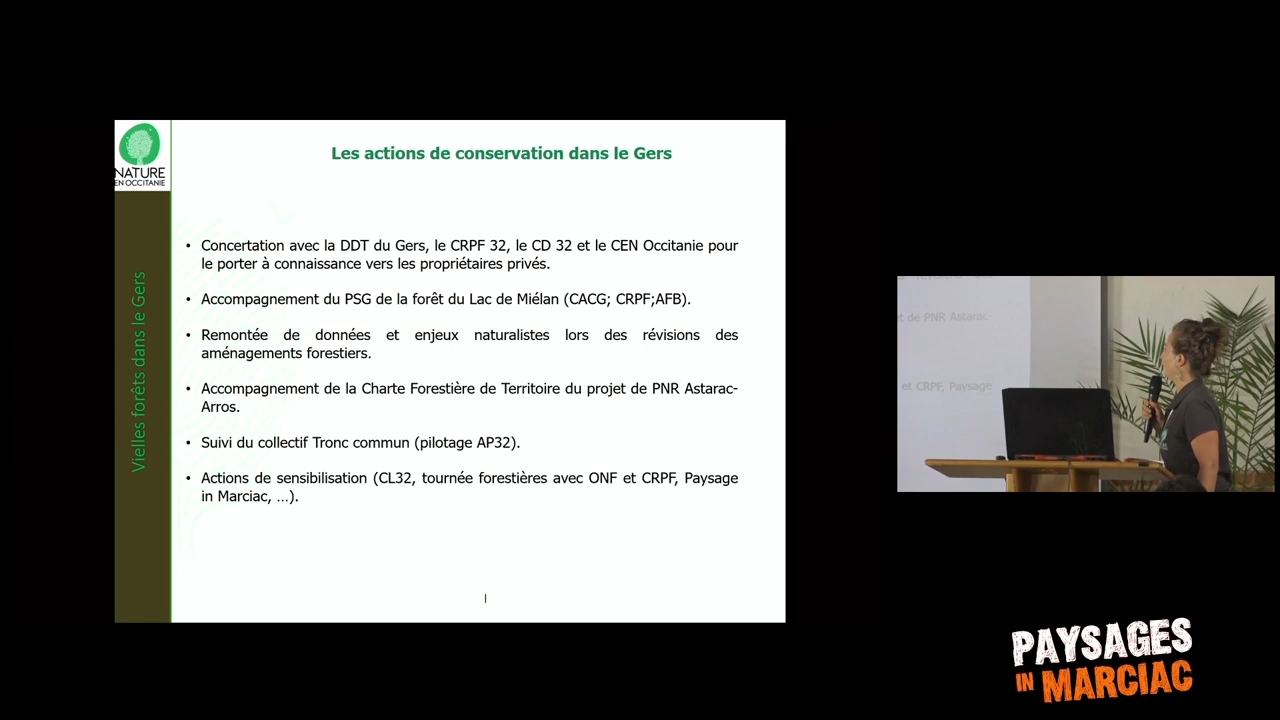 NATURE
EN OCCITANIE
Vielles forêts dans le Gers
Les actions de conservation dans le Gers
• Concertation avec la DDT du Gers, le CRPF 32, le CD 32 et le CEN Occitanie pour
le porter à connaissance vers les propriétaires privés.
• Accompagnement du PSG de la forêt du Lac de Miélan (CACG; CRPF;AFB).
• Remontée de données et enjeux naturalistes lors des révisions des
aménagements forestiers.
• Accompagnement de la Charte Forestière de Territoire du projet de PNR Astarac-
Arros.
• Suivi du collectif Tronc commun (pilotage AP32).
• Actions de sensibilisation (CL32, tournée forestières avec ONF et CRPF, Paysage
in Marciac, …).
et de PNR Astarac-
et CRPF, Paysage
PAYSAGES
IN MARCIAC